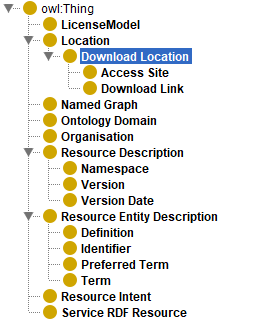 owl:Thing
LicenseModel
Location
Download Location
Access Site
Download Link
Named Graph
Ontology Domain
Organisation
Resource Description
Namespace
Version
Version Date
Resource Entity Description
Definition
Identifier
Preferred Term
Term
Resource Intent
Service RDF Resource